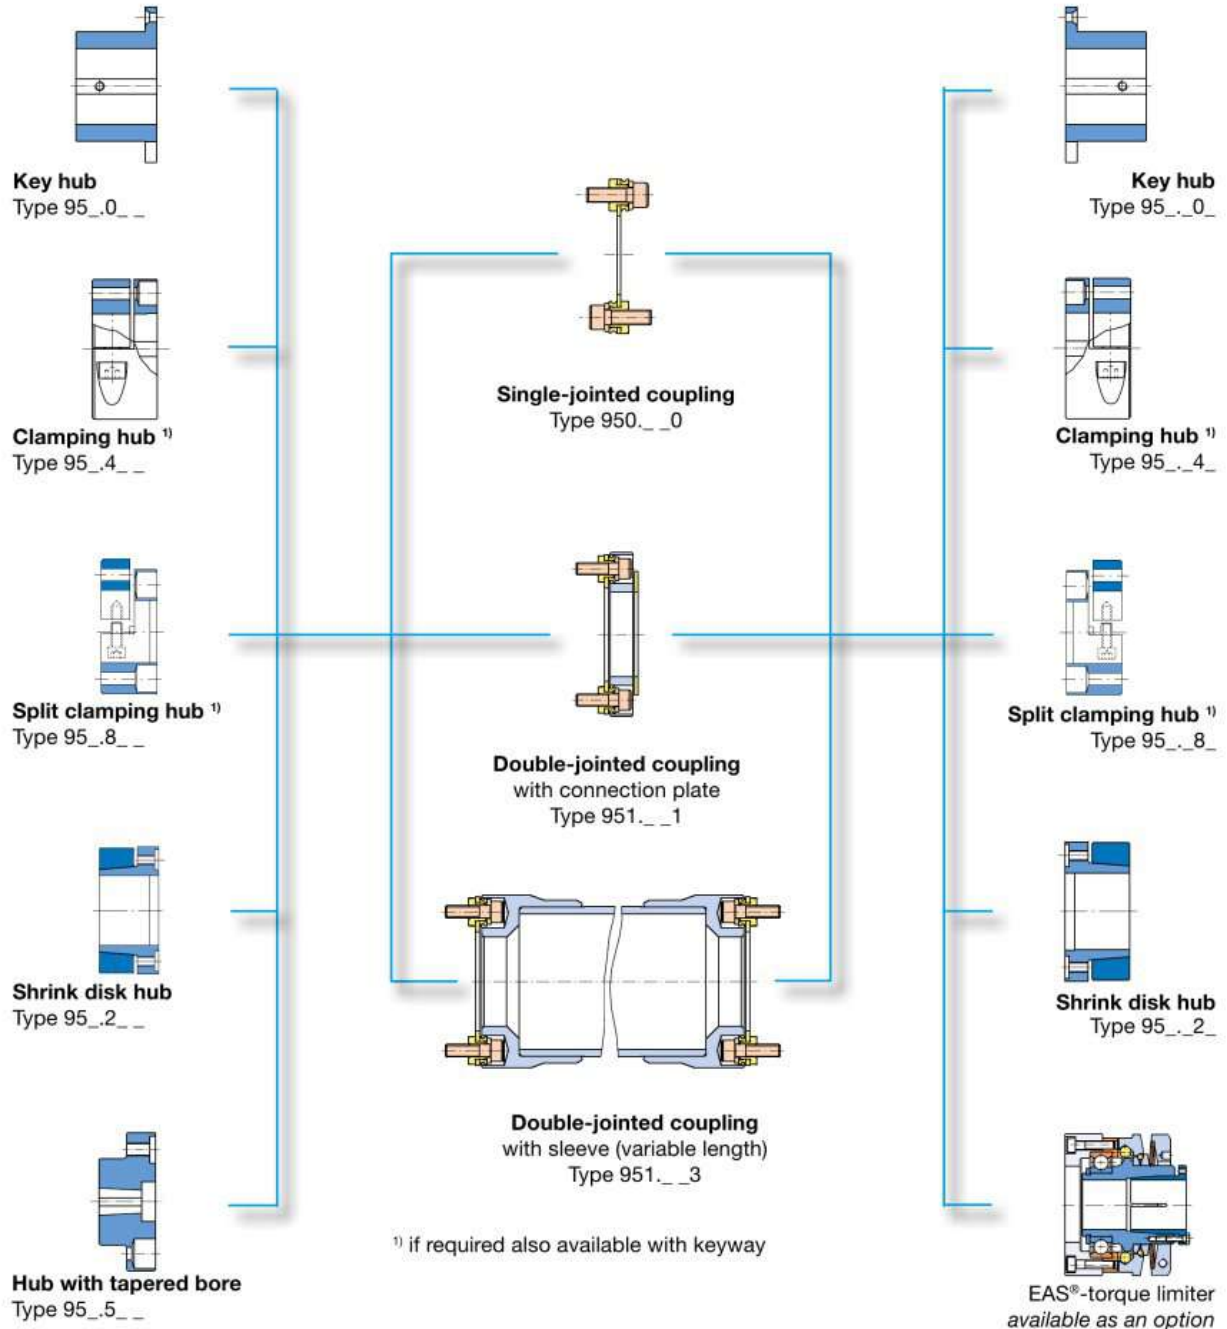 Key hub
Type 95_.0_ _
Clamping hub ¹⁾
Type 95_.4_ _
Split clamping hub ¹⁾
Type 95_.8_ _
Shrink disk hub
Type 95_.2_ _
Hub with tapered bore
Type 95_.5_ _
Single-jointed coupling
Type 950._ _0
Double-jointed coupling
with connection plate
Type 951._ _1
Double-jointed coupling
with sleeve (variable length)
Type 951._ _3
¹⁾ if required also available with keyway
Key hub
Type 95_._0_
Clamping hub ¹⁾
Type 95_._4_
Split clamping hub ¹⁾
Type 95_._8_
Shrink disk hub
Type 95_._2_
EAS®-torque limiter
available as an option